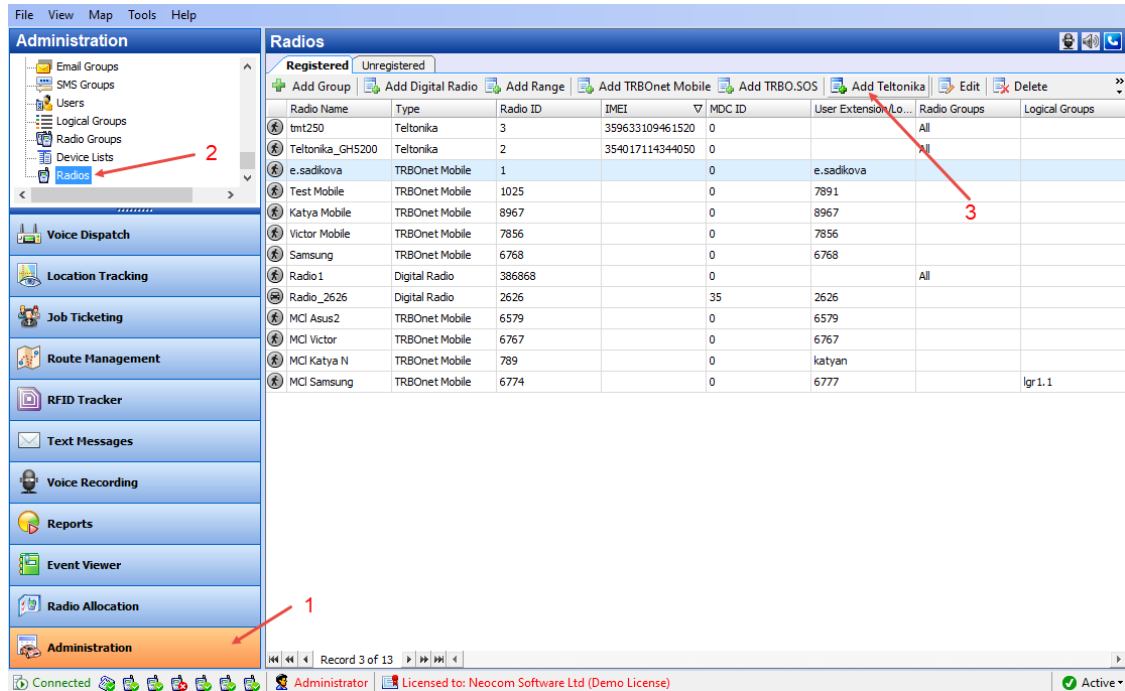 File View Map Tools Help
Administration
Email Groups
SMS Groups
Users
Logical Groups
Radio Groups
Device Lists
Radios
2
Voice Dispatch
Location Tracking
Job Ticketing
Route Management
RFID Tracker
Text Messages
Voice Recording
Reports
Event Viewer
Radio Allocation
Administration
1
Radios
Registered Unregistered
Add Group Add Digital Radio Add Range Add TRBOnet Mobile Add TRBO.SOS Add Teltonika Edit Delete
Radio Name Type Radio ID IMEI MDC ID User Extension/Lo... Radio Groups Logical Groups
tmt250 Teltonika 3 359633109461520 0 All
Teltonika_GH5200 Teltonika 2 354017114344050 0 All
e.sadikova TRBOnet Mobile 1 0 e.sadikova
Test Mobile TRBOnet Mobile 1025 0 7891
3
Katya Mobile TRBOnet Mobile 8967 0 8967
Victor Mobile TRBOnet Mobile 7856 0 7856
Samsung TRBOnet Mobile 6768 0 6768
Radio1 Digital Radio 386868 0 All
Radio_2626 Digital Radio 2626 35 2626
MCl Asus2 TRBOnet Mobile 6579 0 6579
MCl Victor TRBOnet Mobile 6767 0 6767
MCl Katya N TRBOnet Mobile 789 0 katyan
MCl Samsung TRBOnet Mobile 6774 0 6777 lgr1.1
Record 3 of 13
Connected Administrator Licensed to: Neocom Software Ltd (Demo License) Active